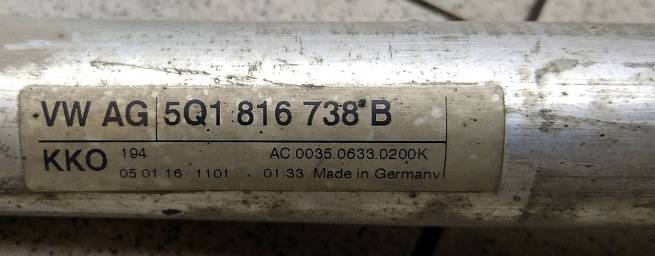 VW AG 5Q1 816 738 B
KKO 194 AC.0035.0633.0200K
05 01 16 1101 . 01:33 Made in Germany